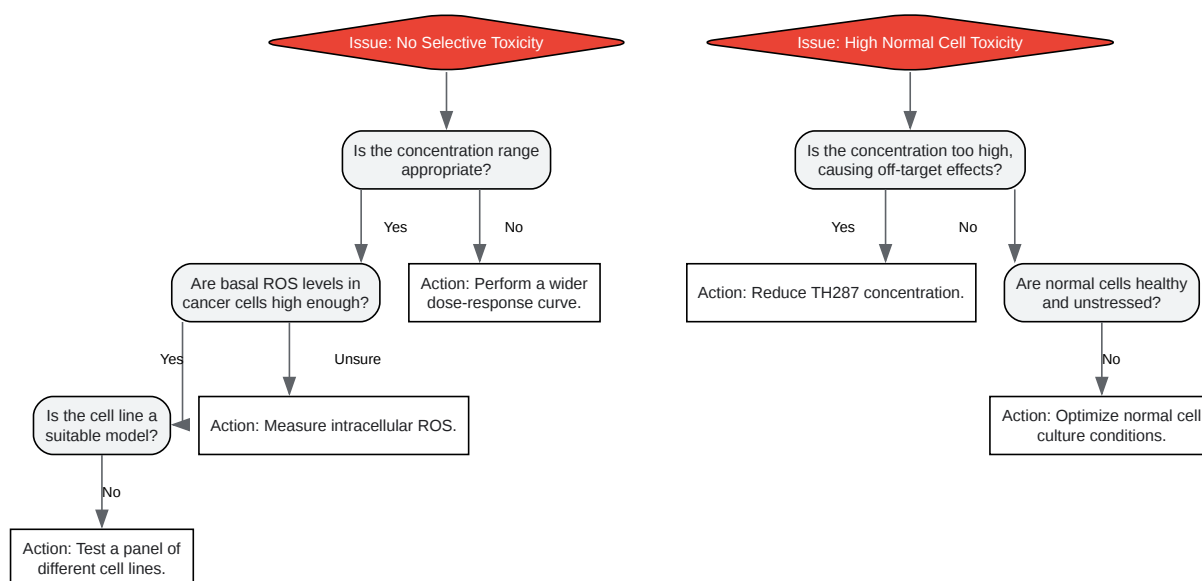 Issue: No Selective Toxicity
Issue: High Normal Cell Toxicity
Is the concentration range
appropriate?
Is the concentration too high,
causing off-target effects?
Yes
No
Yes
No
Are basal ROS levels in
cancer cells high enough?
Action: Perform a wider
dose-response curve.
Action: Reduce TH287 concentration.
Are normal cells healthy
and unstressed?
Yes
Unsure
No
Is the cell line a
suitable model?
Action: Measure intracellular ROS.
Action: Optimize normal cell
culture conditions.
No
Action: Test a panel of
different cell lines.